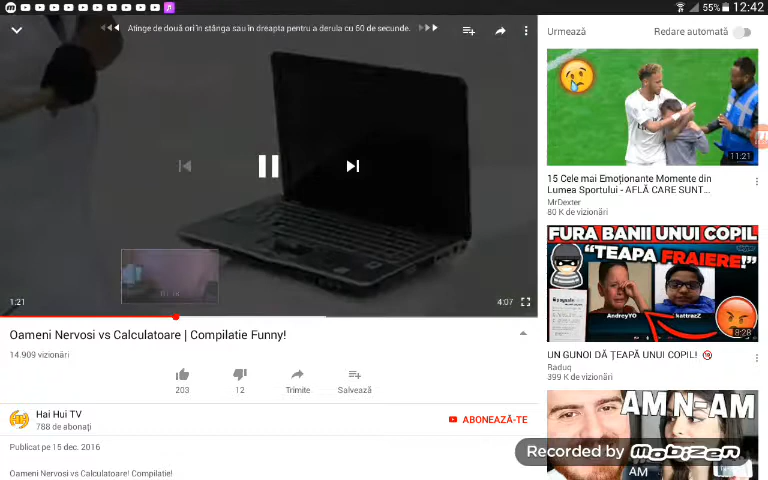 55% 12:42
Atinge de două ori în stânga sau în dreapta pentru a derula cu 60 de secunde.
1:21
4:07
Oameni Nervosi vs Calculatoare | Compilatie Funny!
14.909 vizionări
203
12
Trimite
Salvează
Hai Hui TV
788 de abonați
ABONEAZĂ-TE
Publicat pe 15 dec. 2016
Oameni Nervosi vs Calculatoare! Compilatie!
Urmează
Redare automată
11:21
15 Cele mai Emoționante Momente din
Lumea Sportului - AFLĂ CARE SUNT...
MrDexter
80 K de vizionări
FURA BANII UNUI COPIL
"TEAPA FRAIERE!"
AndreyYO
kattrazZ
8:28
UN GUNOI DĂ ȚEAPĂ UNUI COPIL! 🔞
Raduq
399 K de vizionări
AM N-AM
AM
Recorded by mobizen